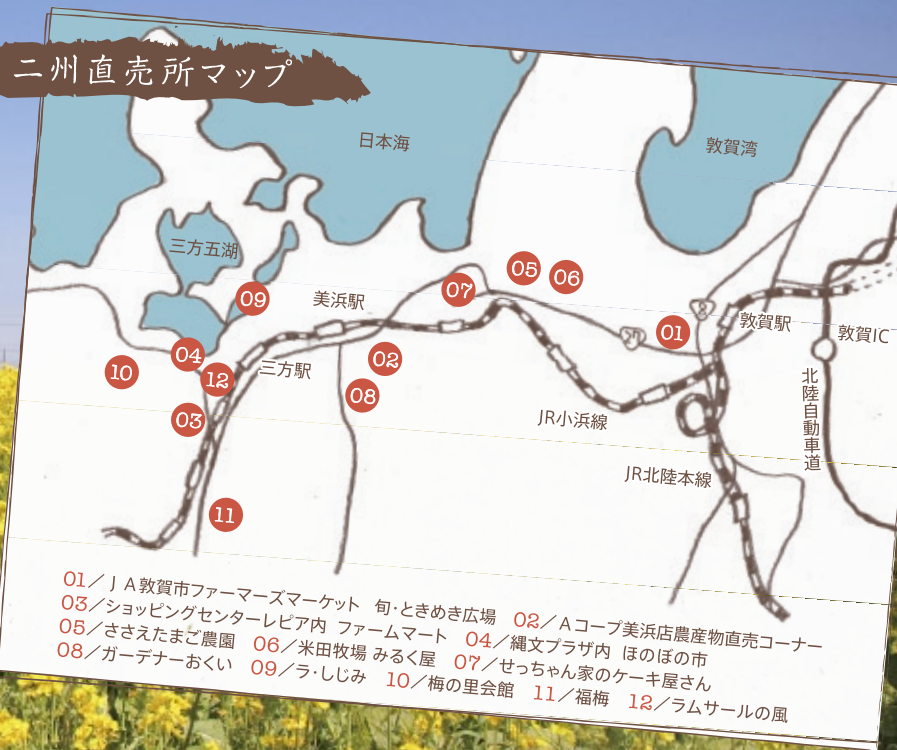 二州直売所マップ
日本海
敦賀湾
三方五湖
05
06
09
07
美浜駅
8
敦賀駅
27
01
敦賀IC
04
02
三方駅
10
12
08
03
JR小浜線
北陸自動車道
JR北陸本線
11
01／ＪＡ敦賀市ファーマーズマーケット 旬・ときめき広場 02／Ａコープ美浜店農産物直売コーナー
03／ショッピングセンターレピア内 ファームマート 04／縄文プラザ内 ほのぼの市
05／ささえたまご農園 06／米田牧場 みるく屋 07／せっちゃん家のケーキ屋さん
08／ガーデナーおくい 09／ラ・しじみ 10／梅の里会館 11／福梅 12／ラムサールの風